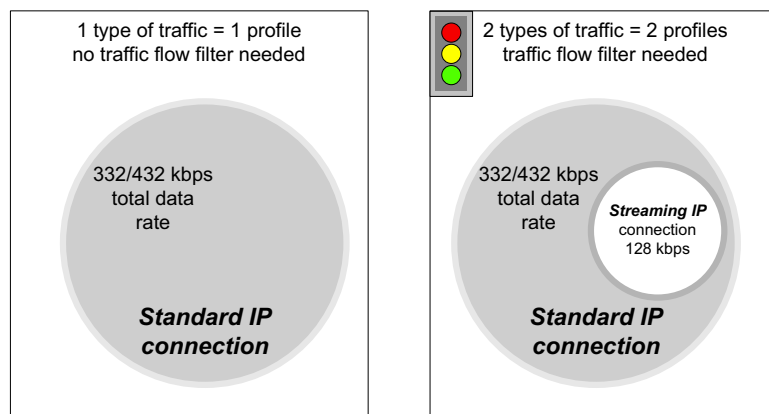 1 type of traffic = 1 profile
no traffic flow filter needed
332/432 kbps
total data
rate
Standard IP
connection
2 types of traffic = 2 profiles
traffic flow filter needed
332/432 kbps
total data
rate
Streaming IP
connection
128 kbps
Standard IP
connection